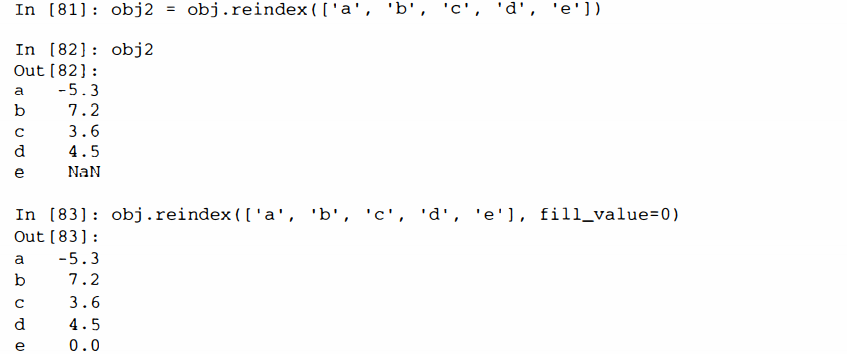 In [81]: obj2 = obj.reindex(['a', 'b', 'c', 'd', 'e'])
In [82]: obj2
Out[82]:
a   -5.3
b    7.2
c    3.6
d    4.5
e    NaN
In [83]: obj.reindex(['a', 'b', 'c', 'd', 'e'], fill_value=0)
Out[83]:
a   -5.3
b    7.2
c    3.6
d    4.5
e    0.0